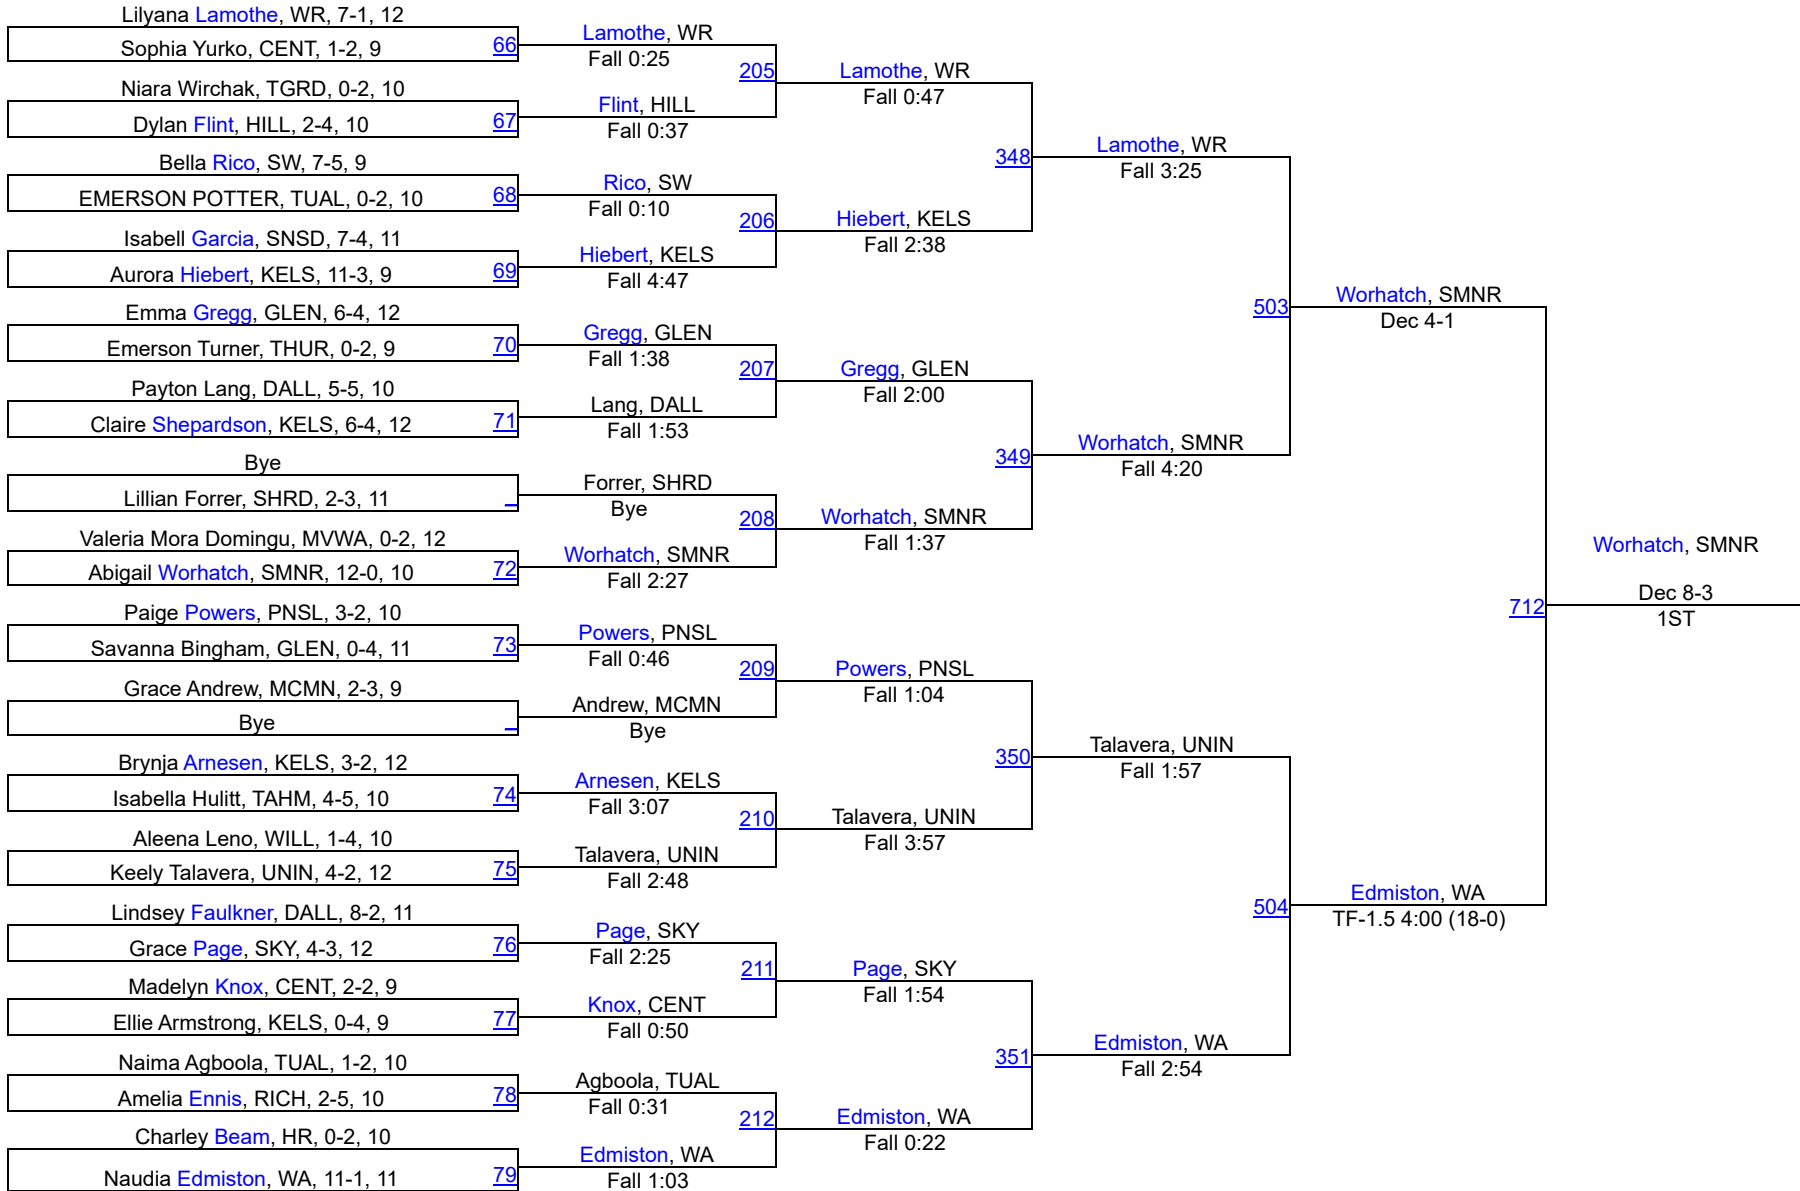 Lilyana Lamothe, WR, 7-1, 12
Sophia Yurko, CENT, 1-2, 9
66
Niara Wirchak, TGRD, 0-2, 10
Dylan Flint, HILL, 2-4, 10
67
Bella Rico, SW, 7-5, 9
EMERSON POTTER, TUAL, 0-2, 10
68
Isabell Garcia, SNSD, 7-4, 11
Aurora Hiebert, KELS, 11-3, 9
69
Emma Gregg, GLEN, 6-4, 12
Emerson Turner, THUR, 0-2, 9
70
Payton Lang, DALL, 5-5, 10
Claire Shepardson, KELS, 6-4, 12
71
Bye
Lillian Forrer, SHRD, 2-3, 11
Valeria Mora Domingu, MVWA, 0-2, 12
Abigail Worhatch, SMNR, 12-0, 10
72
Paige Powers, PNSL, 3-2, 10
Savanna Bingham, GLEN, 0-4, 11
73
Grace Andrew, MCMN, 2-3, 9
Bye
Brynja Arnesen, KELS, 3-2, 12
Isabella Hulitt, TAHM, 4-5, 10
74
Aleena Leno, WILL, 1-4, 10
Keely Talavera, UNIN, 4-2, 12
75
Lindsey Faulkner, DALL, 8-2, 11
Grace Page, SKY, 4-3, 12
76
Madelyn Knox, CENT, 2-2, 9
Ellie Armstrong, KELS, 0-4, 9
77
Naima Agboola, TUAL, 1-2, 10
Amelia Ennis, RICH, 2-5, 10
78
Charley Beam, HR, 0-2, 10
Naudia Edmiston, WA, 11-1, 11
79
Lamothe, WR
Fall 0:25
205
Flint, HILL
Fall 0:37
Rico, SW
Fall 0:10
206
Hiebert, KELS
Fall 4:47
Gregg, GLEN
Fall 1:38
207
Lang, DALL
Fall 1:53
Forrer, SHRD
Bye
208
Worhatch, SMNR
Fall 2:27
Powers, PNSL
Fall 0:46
209
Andrew, MCMN
Bye
Arnesen, KELS
Fall 3:07
210
Talavera, UNIN
Fall 2:48
Page, SKY
Fall 2:25
211
Knox, CENT
Fall 0:50
Agboola, TUAL
Fall 0:31
212
Edmiston, WA
Fall 1:03
Lamothe, WR
Fall 0:47
348
Hiebert, KELS
Fall 2:38
Gregg, GLEN
Fall 2:00
349
Worhatch, SMNR
Fall 1:37
Powers, PNSL
Fall 1:04
350
Talavera, UNIN
Fall 3:57
Page, SKY
Fall 1:54
351
Edmiston, WA
Fall 0:22
Lamothe, WR
Fall 3:25
503
Worhatch, SMNR
Fall 4:20
Talavera, UNIN
Fall 1:57
504
Edmiston, WA
Fall 2:54
Worhatch, SMNR
Dec 4-1
712
Edmiston, WA
TF-1.5 4:00 (18-0)
Worhatch, SMNR
Dec 8-3
1ST